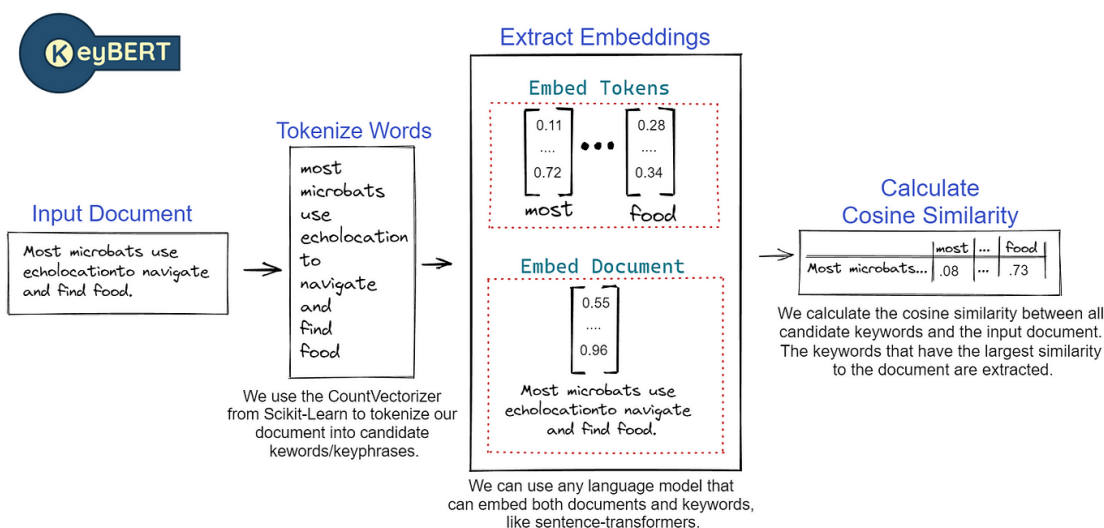 KeyBERT
Input Document
Most microbats use
echolocationto navigate
and find food.
Tokenize Words
most
microbats
use
echolocation
to
navigate
and
find
food
We use the CountVectorizer
from Scikit-Learn to tokenize our
document into candidate
kewords/keyphrases.
Extract Embeddings
Embed Tokens
0.11
....
0.72
most
•••
0.28
....
0.34
food
Embed Document
0.55
....
0.96
Most microbats use
echolocationto navigate
and find food.
We can use any language model that
can embed both documents and keywords,
like sentence-transformers.
Calculate
Cosine Similarity
most ... food
Most microbats... .08 ... .73
We calculate the cosine similarity between all
candidate keywords and the input document.
The keywords that have the largest similarity
to the document are extracted.